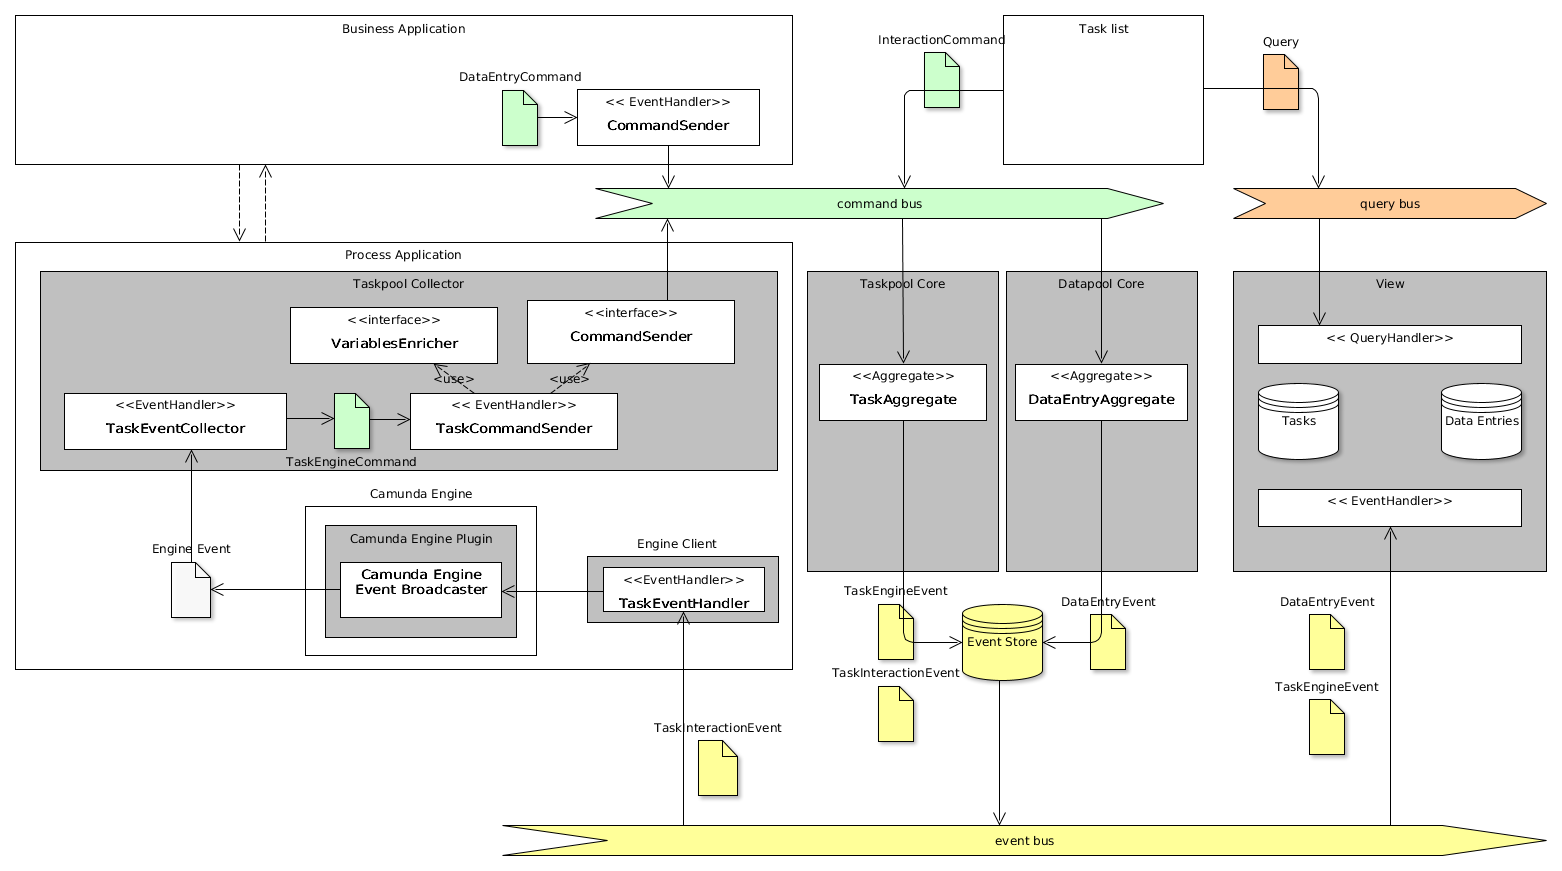 Business Application
DataEntryCommand
<< EventHandler>>
CommandSender
InteractionCommand
Task list
Query
command bus
query bus
Process Application
Taskpool Collector
<<interface>>
VariablesEnricher
<<interface>>
CommandSender
<use>
<use>
<<EventHandler>>
TaskEventCollector
<< EventHandler>>
TaskCommandSender
TaskEngineCommand
Camunda Engine
Camunda Engine Plugin
Camunda Engine
Event Broadcaster
Engine Event
Engine Client
<<EventHandler>>
TaskEventHandler
Taskpool Core
<<Aggregate>>
TaskAggregate
Datapool Core
<<Aggregate>>
DataEntryAggregate
View
<< QueryHandler>>
Tasks
Data Entries
<< EventHandler>>
TaskEngineEvent
Event Store
DataEntryEvent
TaskInteractionEvent
DataEntryEvent
TaskEngineEvent
TaskInteractionEvent
event bus